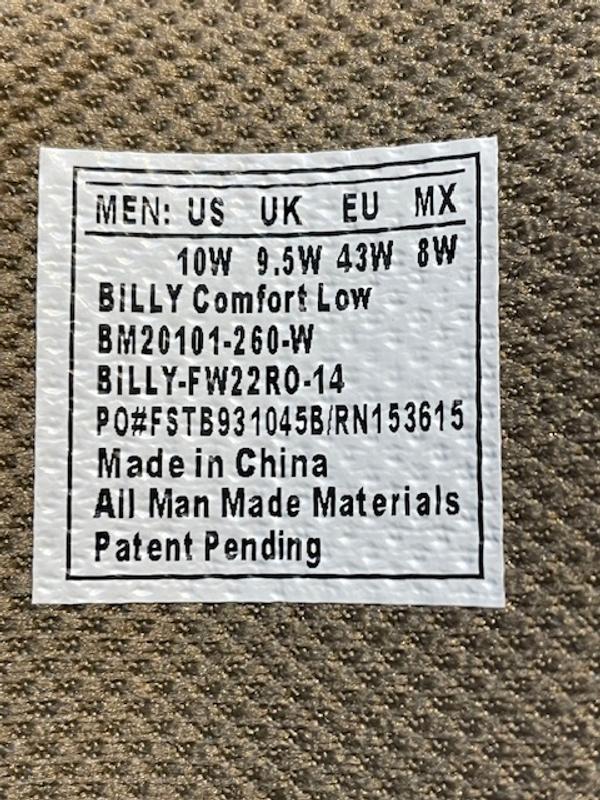 MEN: US UK EU MX
10W 9.5W 43W 8W
BILLY Comfort Low
BM20101-260-W
BILLY-FW22RO-14
PO#FSTB931045B/RN153615
Made in China
All Man Made Materials
Patent Pending